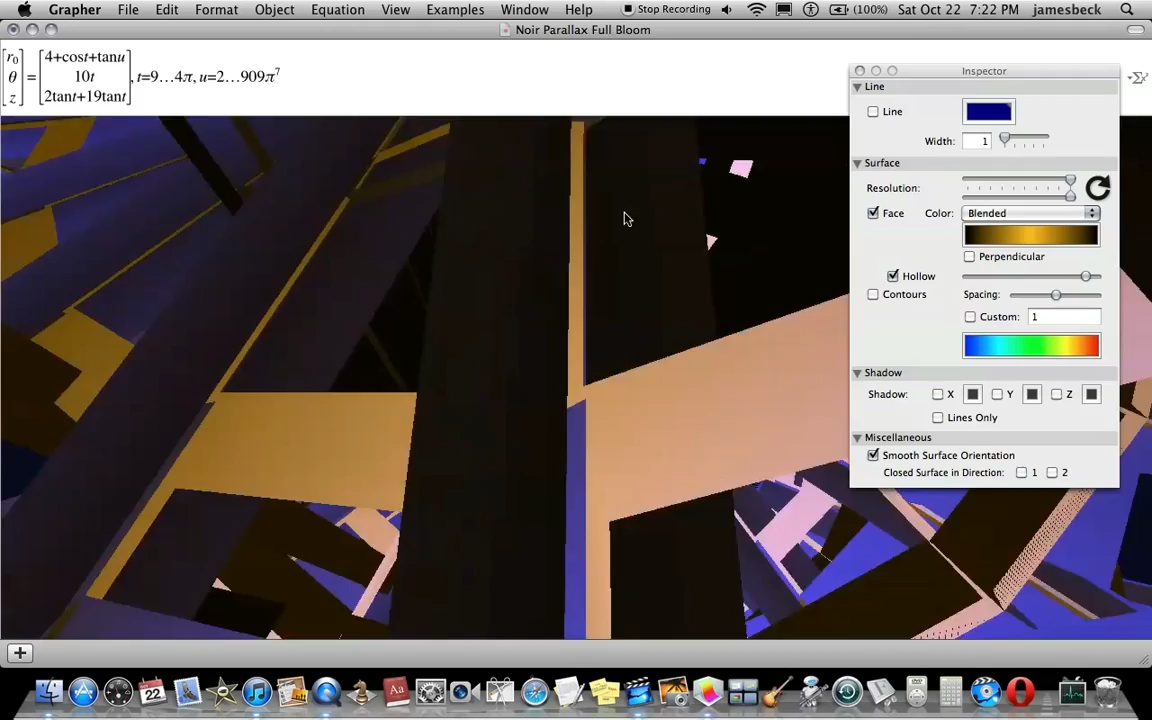 Grapher File Edit Format Object Equation View Examples Window Help Stop Recording (100%) Sat Oct 22 7:22 PM jamesbeck
Noir Parallax Full Bloom
r₀ 4+cost+tanu
θ = 10t , t=9…4π, u=2…909π⁷
z 2tant+19tant
Σx²
Inspector
Line
Line
Width: 1
Surface
Resolution:
Face Color: Blended
Perpendicular
Hollow
Contours Spacing:
Custom: 1
Shadow
Shadow: X Y Z
Lines Only
Miscellaneous
Smooth Surface Orientation
Closed Surface in Direction: 1 2
22
Aa